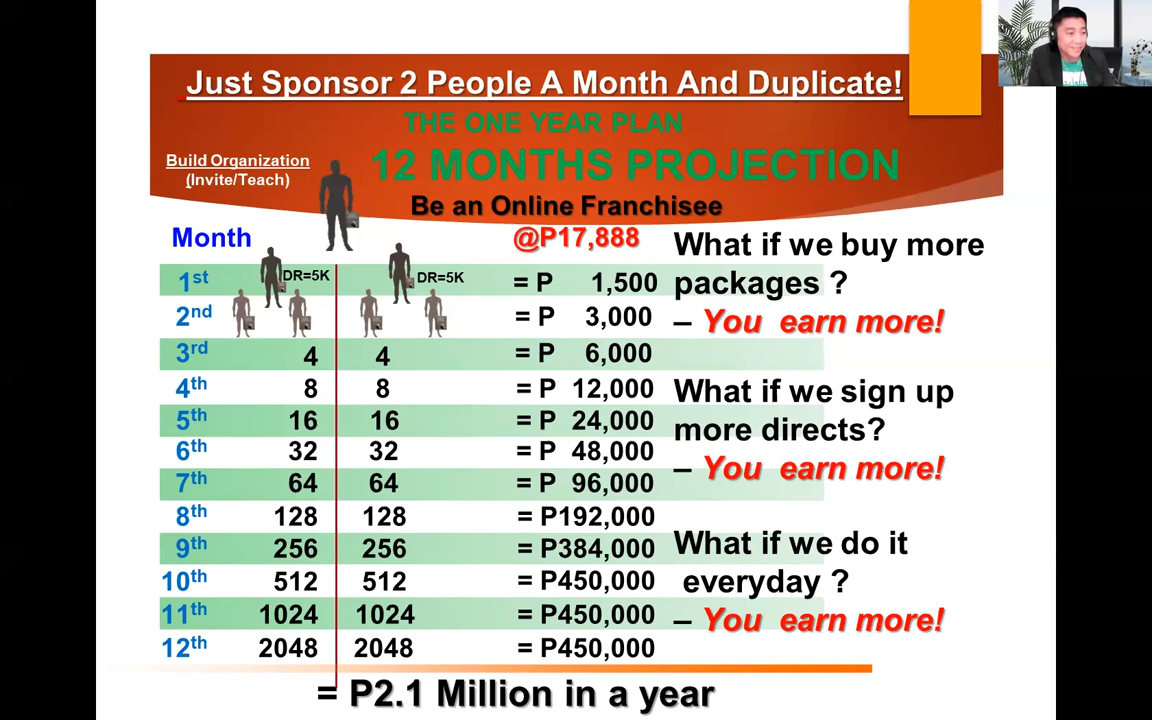 Just Sponsor 2 People A Month And Duplicate!
THE ONE YEAR PLAN
12 MONTHS PROJECTION
Build Organization
(Invite/Teach)
Be an Online Franchisee
Month
@P17,888
1st DR=5K DR=5K = P 1,500
2nd = P 3,000
3rd 4 4 = P 6,000
4th 8 8 = P 12,000
5th 16 16 = P 24,000
6th 32 32 = P 48,000
7th 64 64 = P 96,000
8th 128 128 = P192,000
9th 256 256 = P384,000
10th 512 512 = P450,000
11th 1024 1024 = P450,000
12th 2048 2048 = P450,000
= P2.1 Million in a year
What if we buy more
packages ?
– You earn more!
What if we sign up
more directs?
– You earn more!
What if we do it
everyday ?
– You earn more!